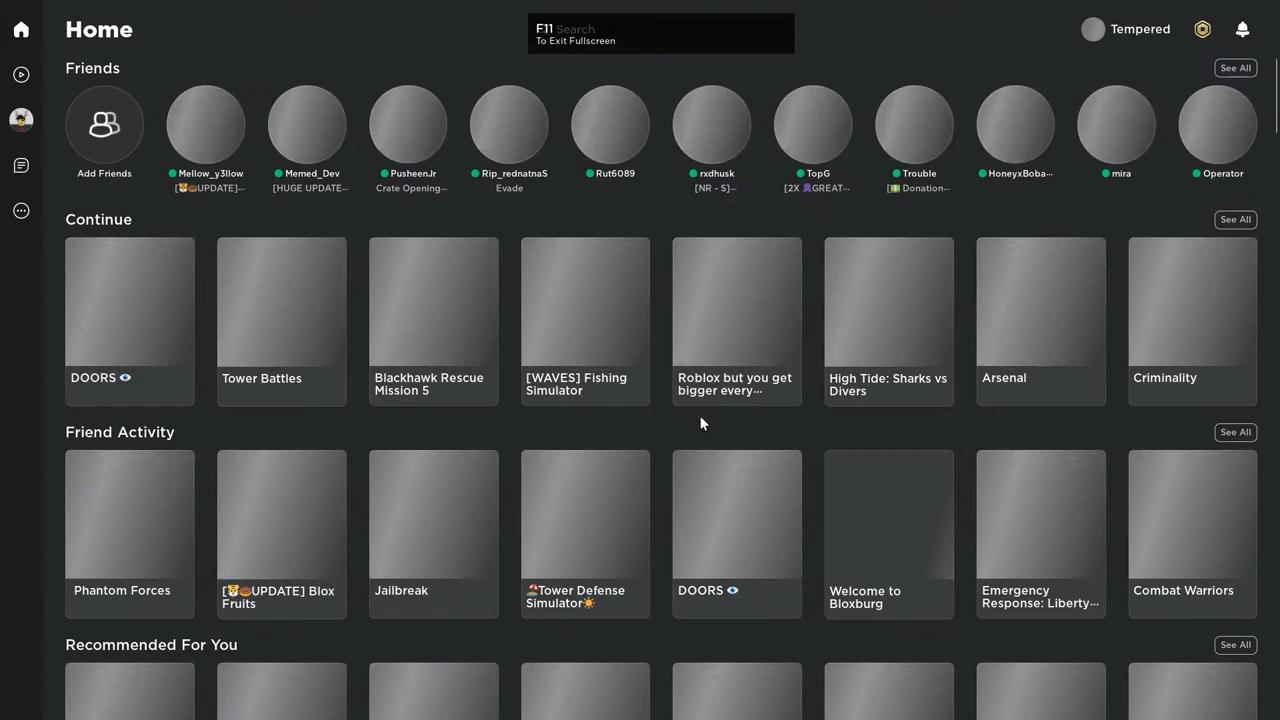 Home
F11 Search
To Exit Fullscreen
Tempered
Friends
See All
Add Friends
Mellow_y3llow
[🐯🍩UPDATE]...
Memed_Dev
[HUGE UPDATE...
PusheenJr
Crate Opening...
Rip_rednatnaS
Evade
Rut6089
rxdhusk
[NR - S]...
TopG
[2X GREAT...
Trouble
[💵 Donation...
HoneyxBoba...
mira
Operator
Continue
See All
DOORS 👁️
Tower Battles
Blackhawk Rescue
Mission 5
[WAVES] Fishing
Simulator
Roblox but you get
bigger every...
High Tide: Sharks vs
Divers
Arsenal
Criminality
Friend Activity
See All
Phantom Forces
[🐯🍩UPDATE] Blox
Fruits
Jailbreak
🏖️Tower Defense
Simulator☀️
DOORS 👁️
Welcome to
Bloxburg
Emergency
Response: Liberty...
Combat Warriors
Recommended For You
See All